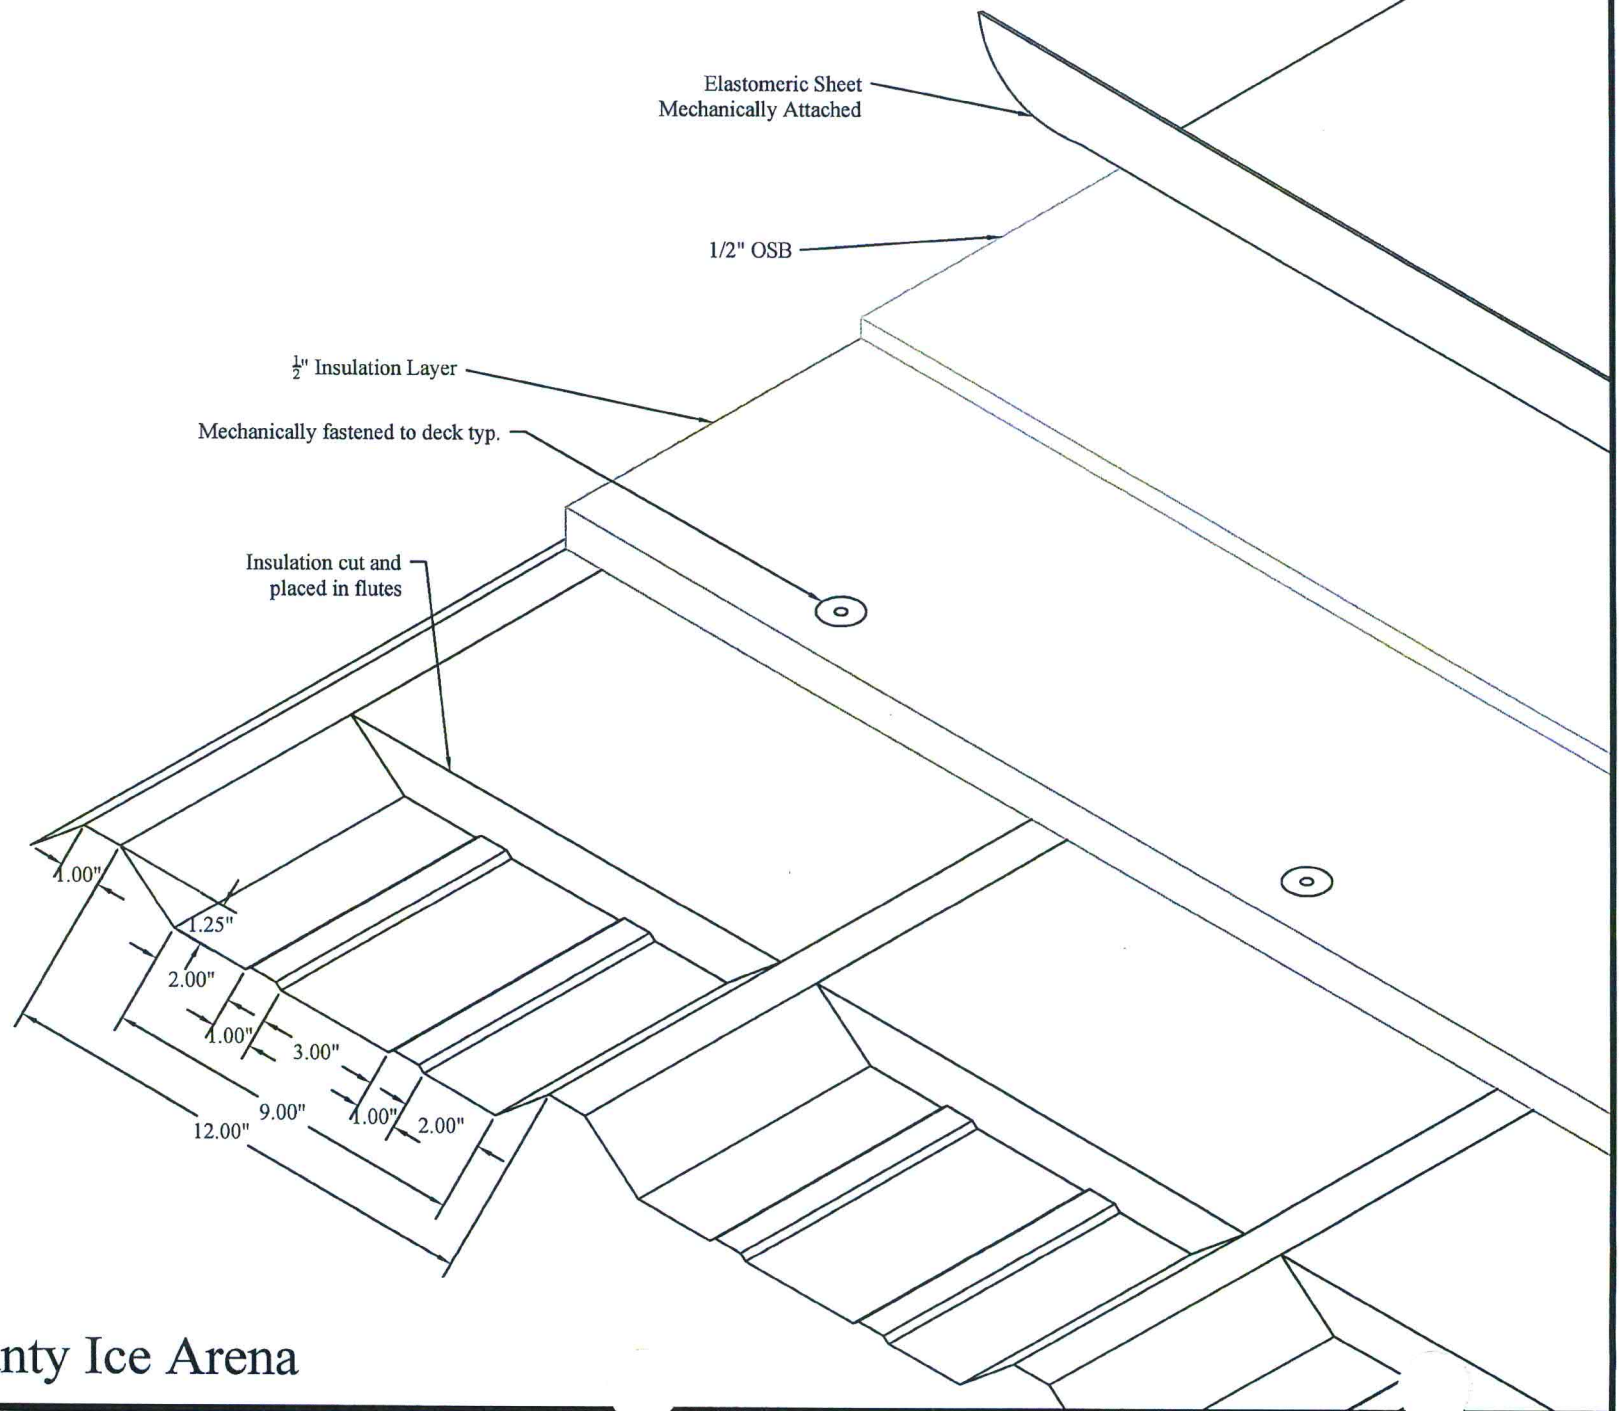 Elastomeric Sheet
Mechanically Attached
1/2" OSB
½" Insulation Layer
Mechanically fastened to deck typ.
Insulation cut and
placed in flutes
1.00"
1.25"
2.00"
1.00"
3.00"
1.00"
2.00"
9.00"
12.00"
nty Ice Arena